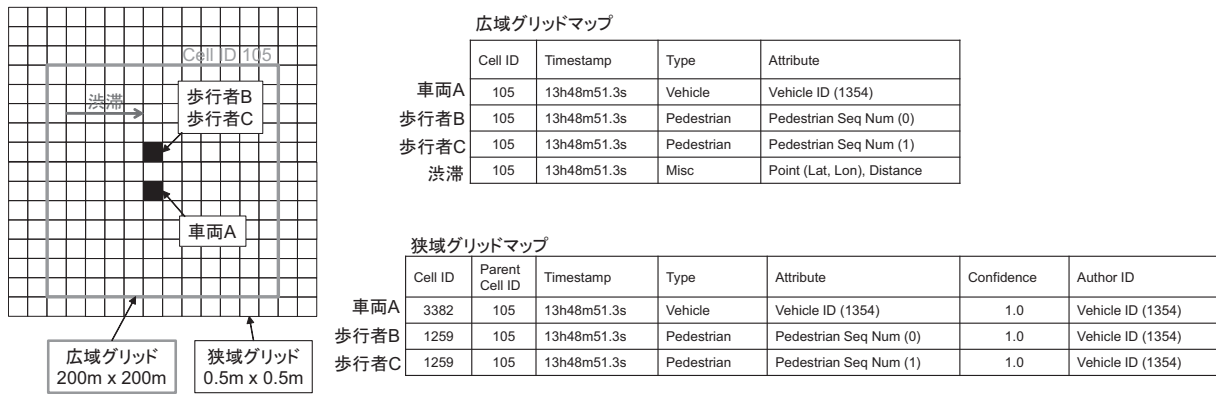 Cell ID 105
渋滞
歩行者B
歩行者C
車両A
広域グリッド
200m x 200m
狭域グリッド
0.5m x 0.5m
広域グリッドマップ
Cell ID Timestamp Type Attribute
車両A 105 13h48m51.3s Vehicle Vehicle ID (1354)
歩行者B 105 13h48m51.3s Pedestrian Pedestrian Seq Num (0)
歩行者C 105 13h48m51.3s Pedestrian Pedestrian Seq Num (1)
渋滞 105 13h48m51.3s Misc Point (Lat, Lon), Distance
狭域グリッドマップ
Cell ID Parent Cell ID Timestamp Type Attribute Confidence Author ID
車両A 3382 105 13h48m51.3s Vehicle Vehicle ID (1354) 1.0 Vehicle ID (1354)
歩行者B 1259 105 13h48m51.3s Pedestrian Pedestrian Seq Num (0) 1.0 Vehicle ID (1354)
歩行者C 1259 105 13h48m51.3s Pedestrian Pedestrian Seq Num (1) 1.0 Vehicle ID (1354)